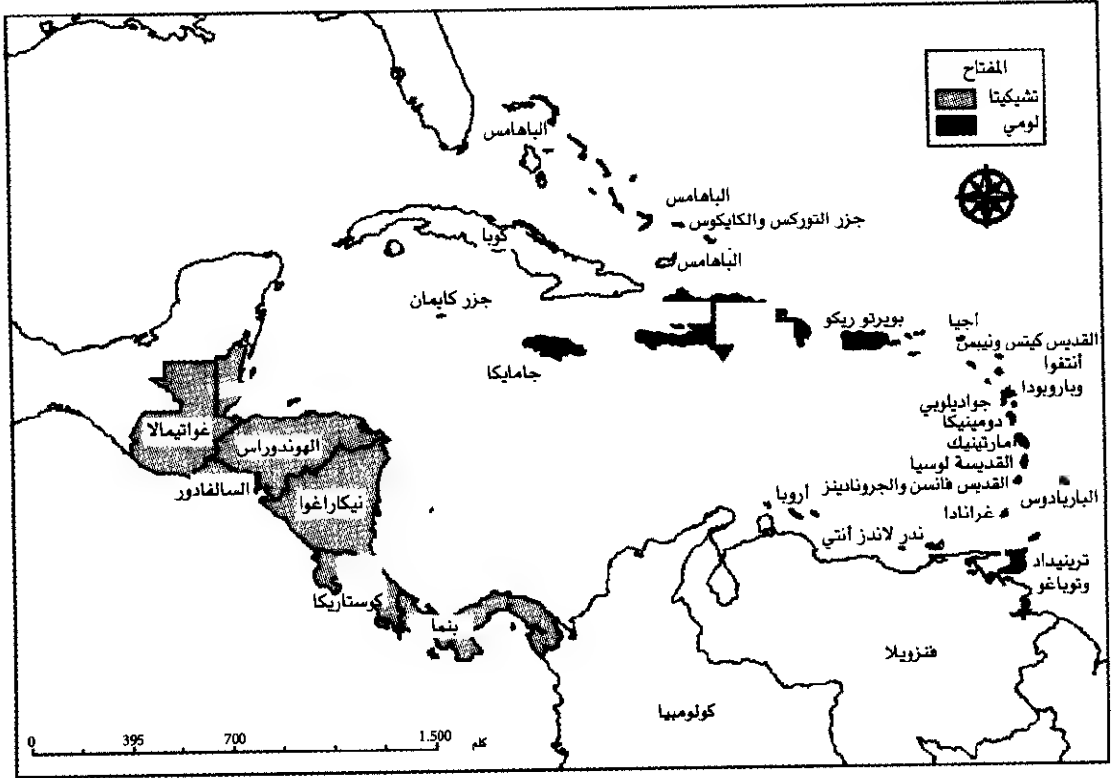 المفتاح
تشيكيتا
لومي
الباهامس
الباهامس
جزر التوركس والكايكوس
الباهامس
كوبا
جزر كايمان
جامايكا
بويرتو ريكو
أجيا
القديس كيتس ونيبس
أنتغوا
وباروبودا
جواديلوبي
دومينيكا
مارتينيك
القديسة لوسيا
القديس فانسن والجرونادينز
الباربادوس
غرانادا
أروبا
ندر لاندز أنتي
ترينيداد
وتوباغو
غواتيمالا
الهوندوراس
السالفادور
نيكاراغوا
كوستاريكا
بنما
فنزويلا
كولومبيا
0 395 700 1.500 كلم